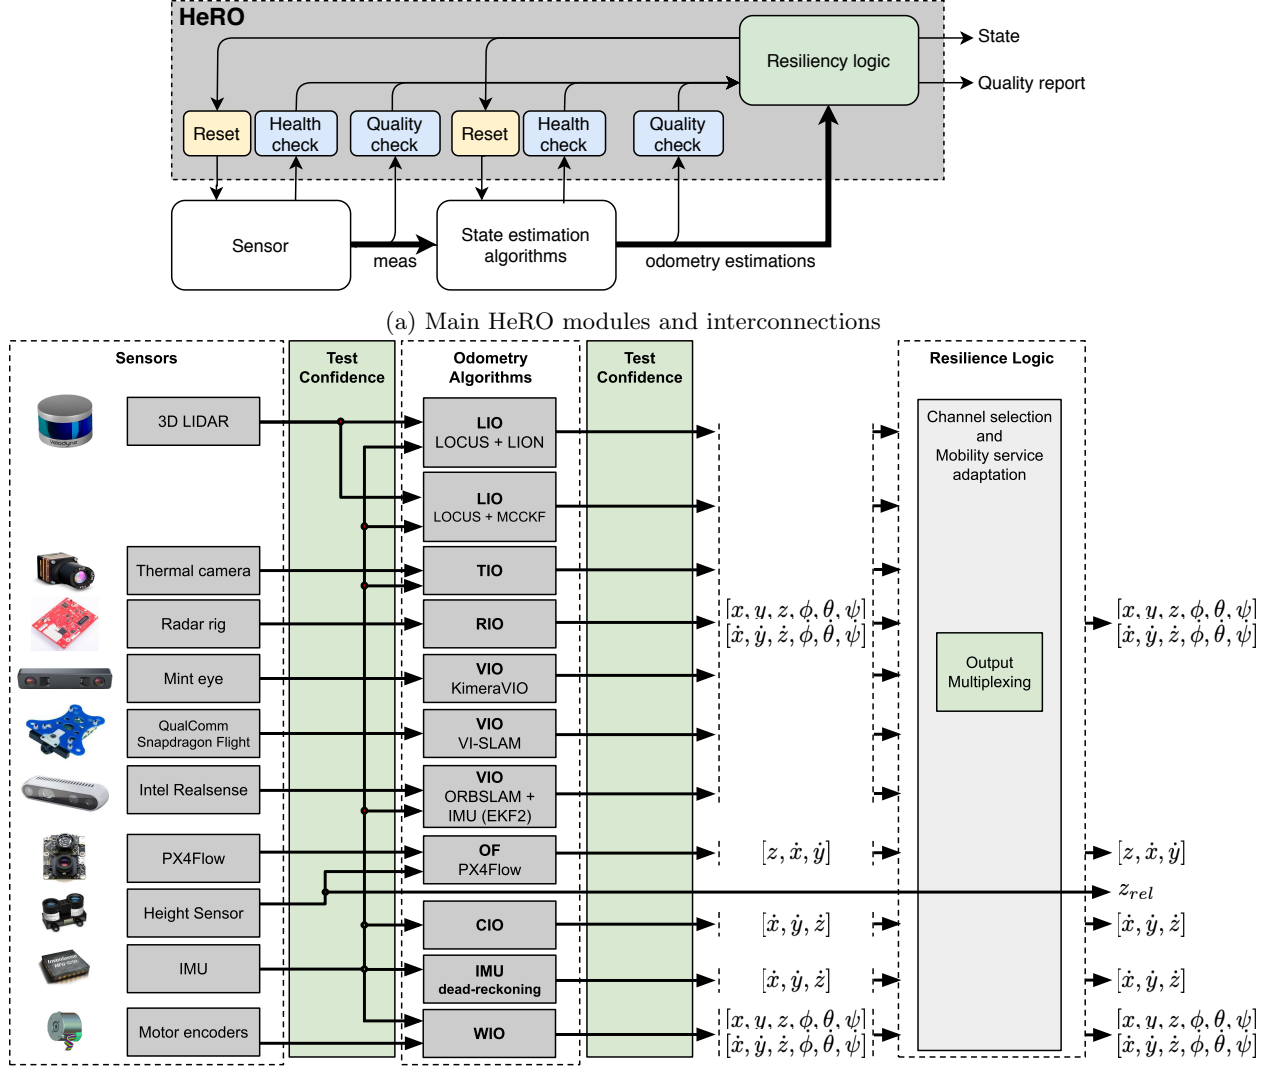 HeRO
Resiliency logic
State
Quality report
Reset
Health
check
Quality
check
Reset
Health
check
Quality
check
Sensor
meas
State estimation
algorithms
odometry estimations
(a) Main HeRO modules and interconnections
Sensors
Test
Confidence
Odometry
Algorithms
Test
Confidence
Resilience Logic
3D LIDAR
LIO
LOCUS + LION
Channel selection
and
Mobility service
adaptation
LIO
LOCUS + MCCKF
Thermal camera
TIO
Radar rig
RIO
[x, y, z, ϕ, θ, ψ]
[ẋ, ẏ, ż, ϕ̇, θ̇, ψ̇]
[x, y, z, ϕ, θ, ψ]
[ẋ, ẏ, ż, ϕ̇, θ̇, ψ̇]
Mint eye
VIO
KimeraVIO
Output
Multiplexing
QualComm
Snapdragon Flight
VIO
VI-SLAM
Intel Realsense
VIO
ORBSLAM +
IMU (EKF2)
PX4Flow
OF
PX4Flow
[z, ẋ, ẏ]
[z, ẋ, ẏ]
Height Sensor
z_rel
CIO
[ẋ, ẏ, ż]
[ẋ, ẏ, ż]
IMU
IMU
dead-reckoning
[ẋ, ẏ, ż]
[ẋ, ẏ, ż]
Motor encoders
WIO
[x, y, z, ϕ, θ, ψ]
[ẋ, ẏ, ż, ϕ̇, θ̇, ψ̇]
[x, y, z, ϕ, θ, ψ]
[ẋ, ẏ, ż, ϕ̇, θ̇, ψ̇]